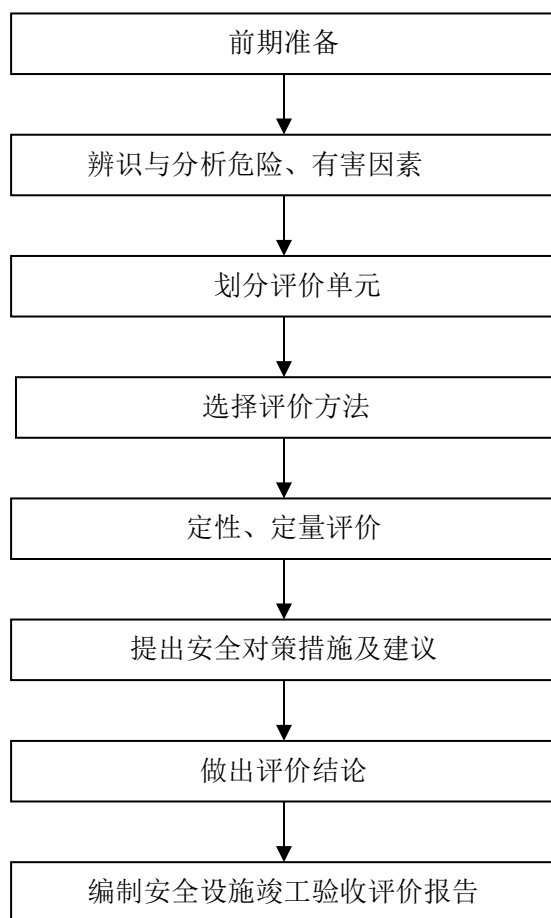 前期准备
辨识与分析危险、有害因素
划分评价单元
选择评价方法
定性、定量评价
提出安全对策措施及建议
做出评价结论
编制安全设施竣工验收评价报告